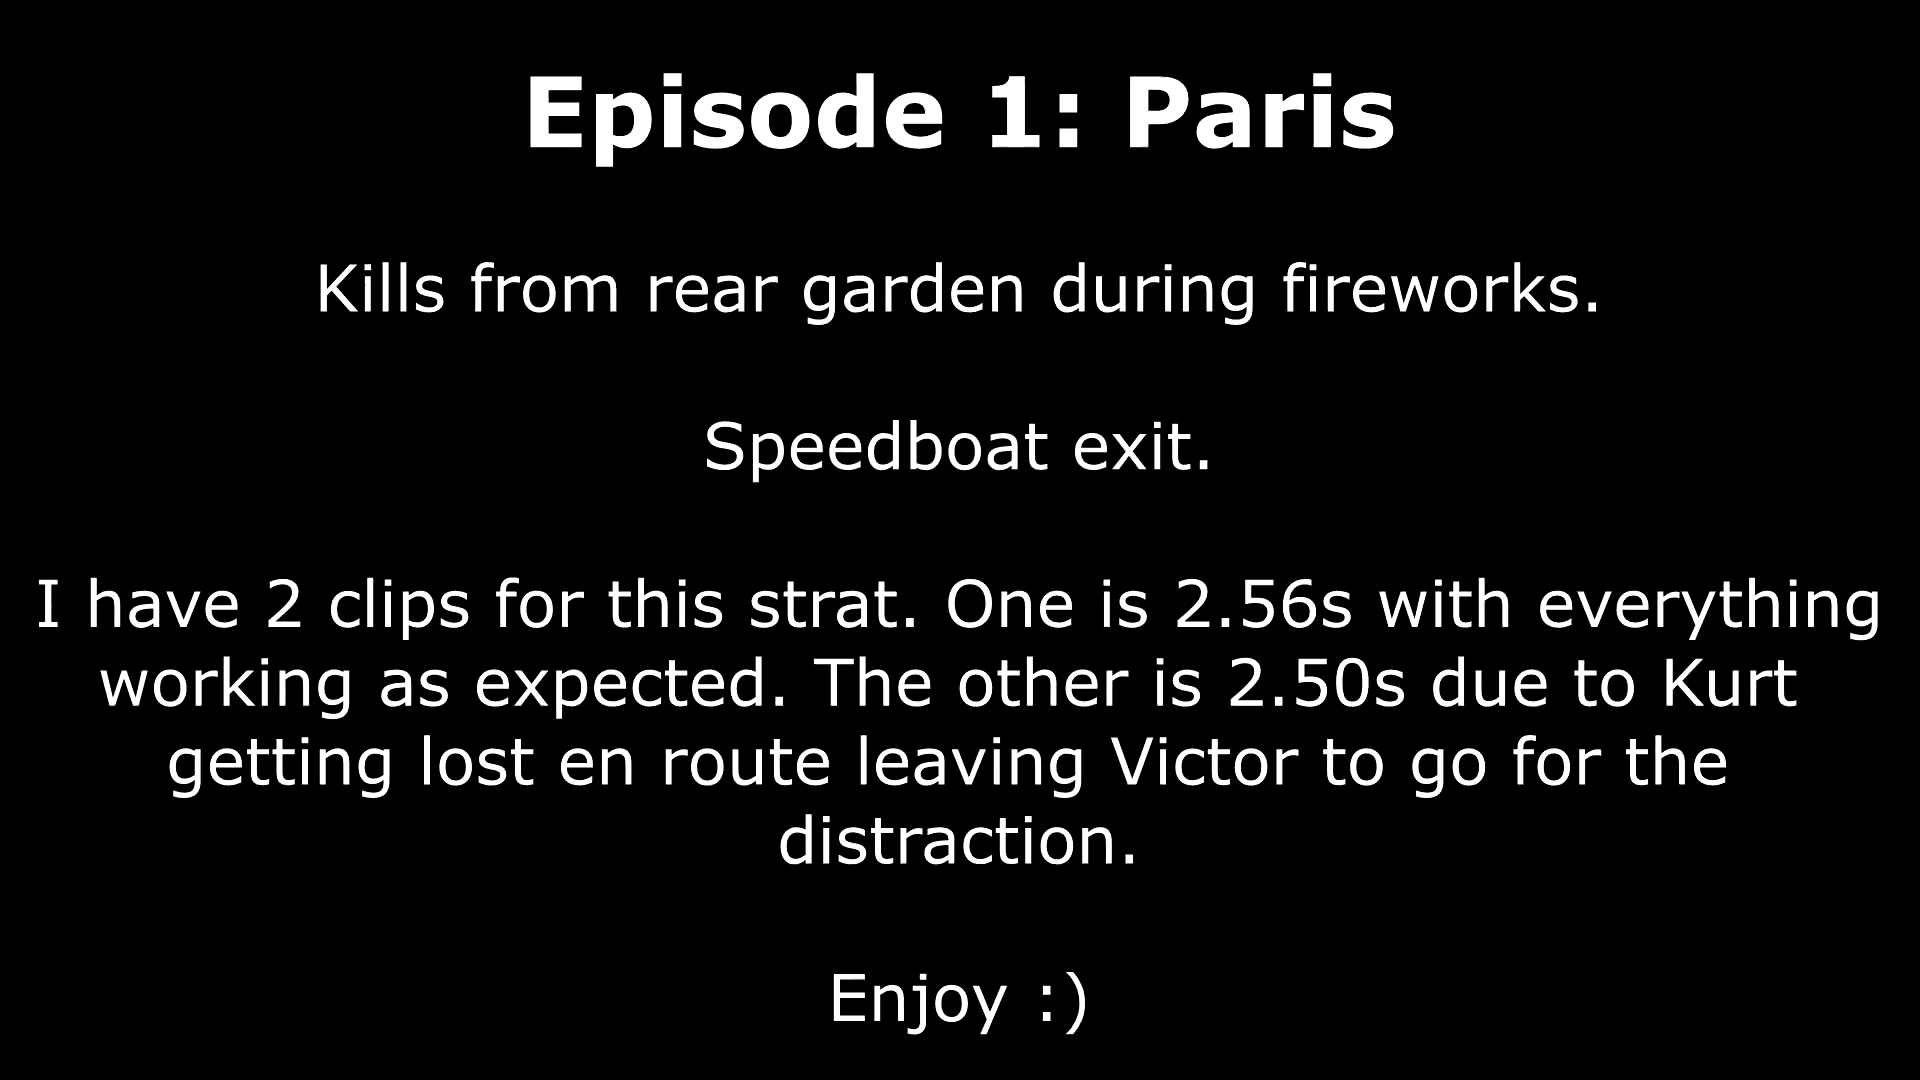 Episode 1: Paris
Kills from rear garden during fireworks.
Speedboat exit.
I have 2 clips for this strat. One is 2.56s with everything
working as expected. The other is 2.50s due to Kurt
getting lost en route leaving Victor to go for the
distraction.
Enjoy :)